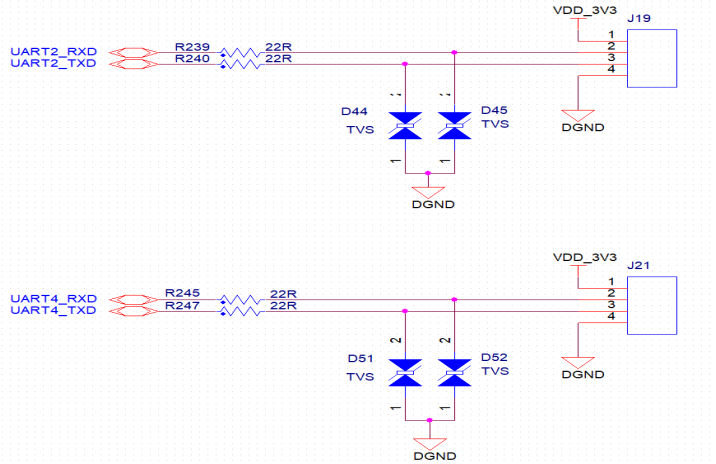 VDD_3V3
J19
UART2_RXD R239 22R 1
2
UART2_TXD R240 22R 3
4
D44 D45
TVS TVS
1 1
DGND
DGND
VDD_3V3
J21
1
UART4_RXD R245 22R 2
UART4_TXD R247 22R 3
4
2 2
D51 D52
TVS TVS
DGND
1 1
DGND